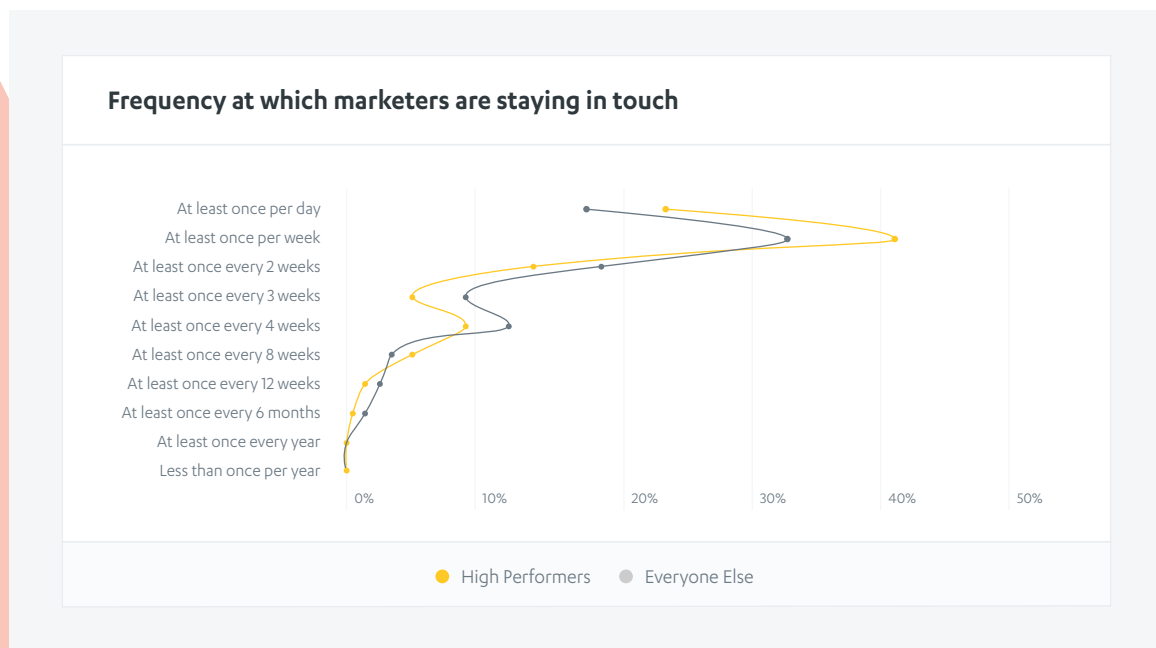 Frequency at which marketers are staying in touch
At least once per day
At least once per week
At least once every 2 weeks
At least once every 3 weeks
At least once every 4 weeks
At least once every 8 weeks
At least once every 12 weeks
At least once every 6 months
At least once every year
Less than once per year
0% 10% 20% 30% 40% 50%
High Performers Everyone Else